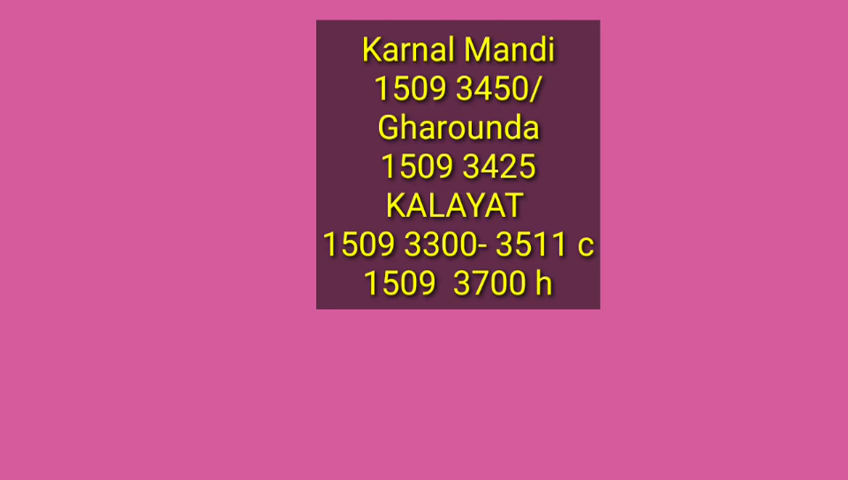 Karnal Mandi
1509 3450/
Gharounda
1509 3425
KALAYAT
1509 3300- 3511 c
1509  3700 h